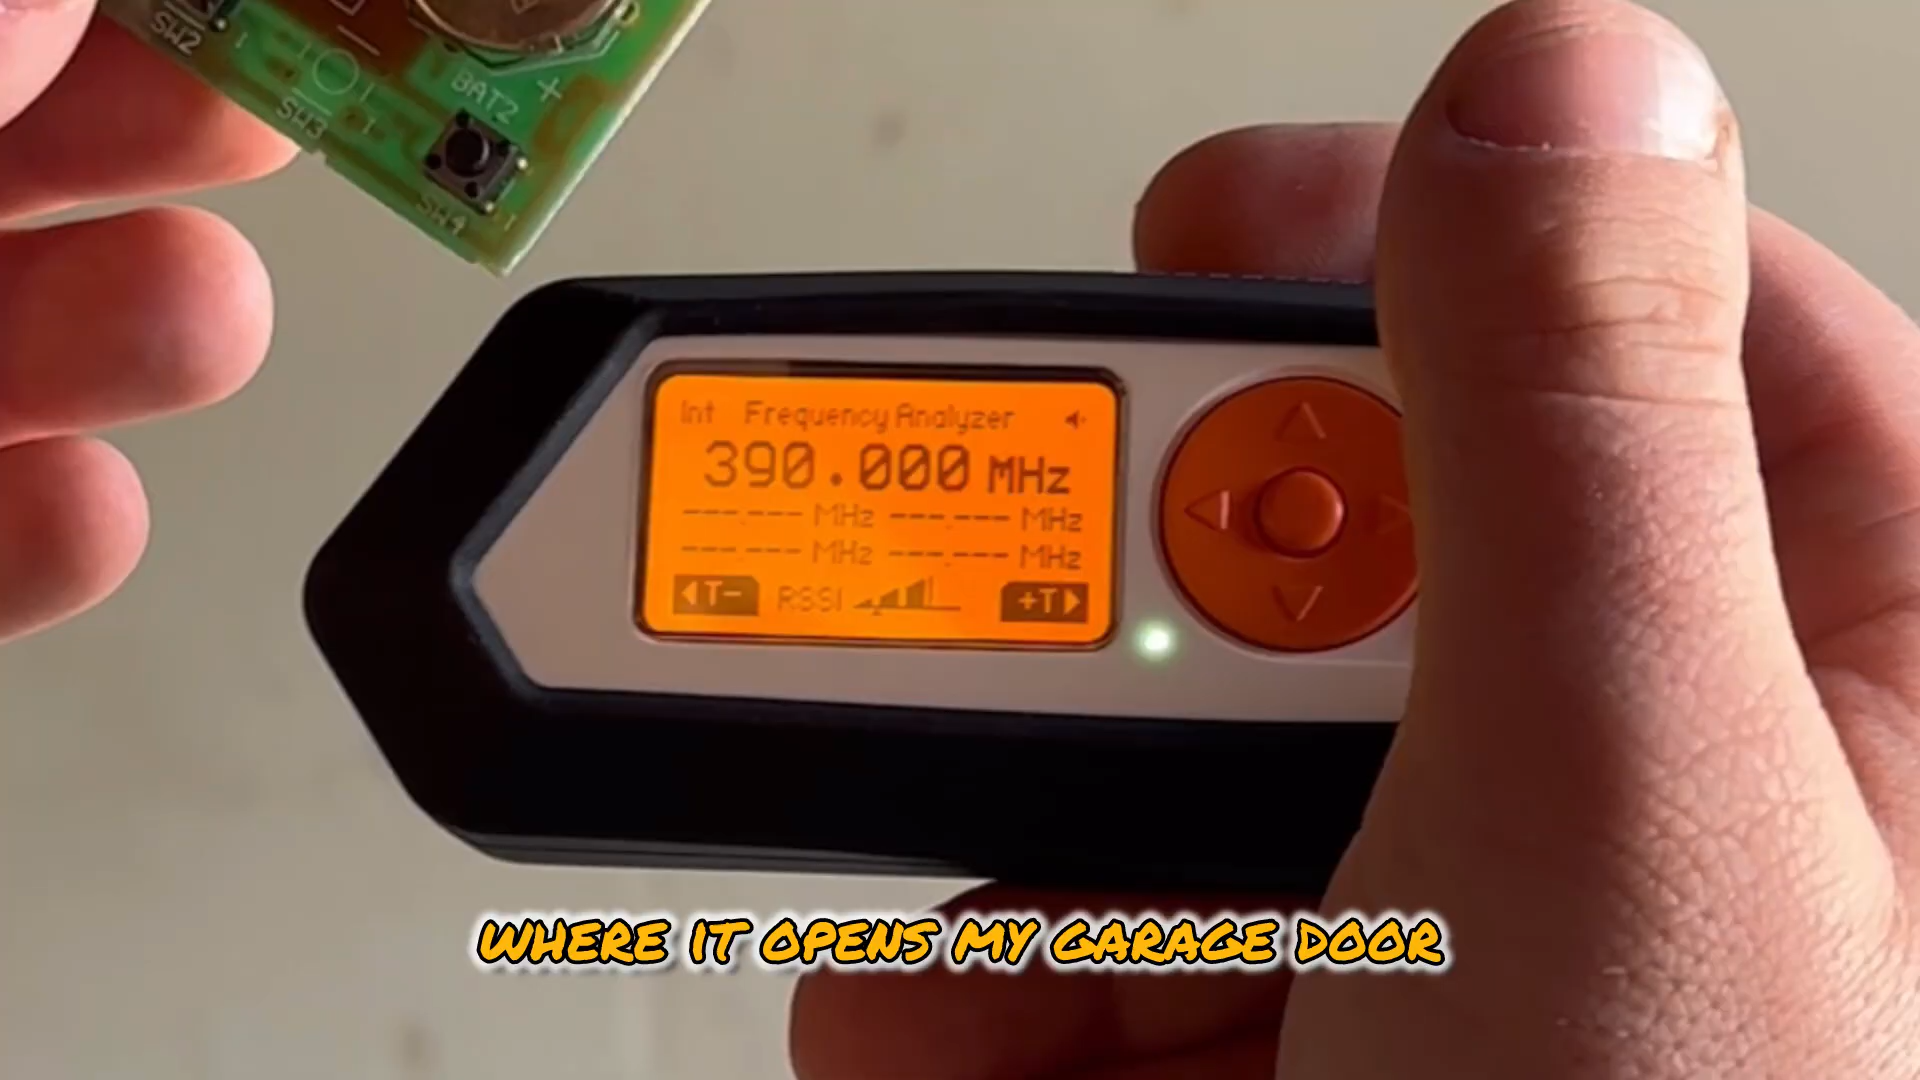 SW2
SW3
BAT2 +
SW4
Int Frequency Analyzer
390.000 MHz
---.--- MHz ---.--- MHz
---.--- MHz ---.--- MHz
T- RSSI +T
WHERE IT OPENS MY GARAGE DOOR